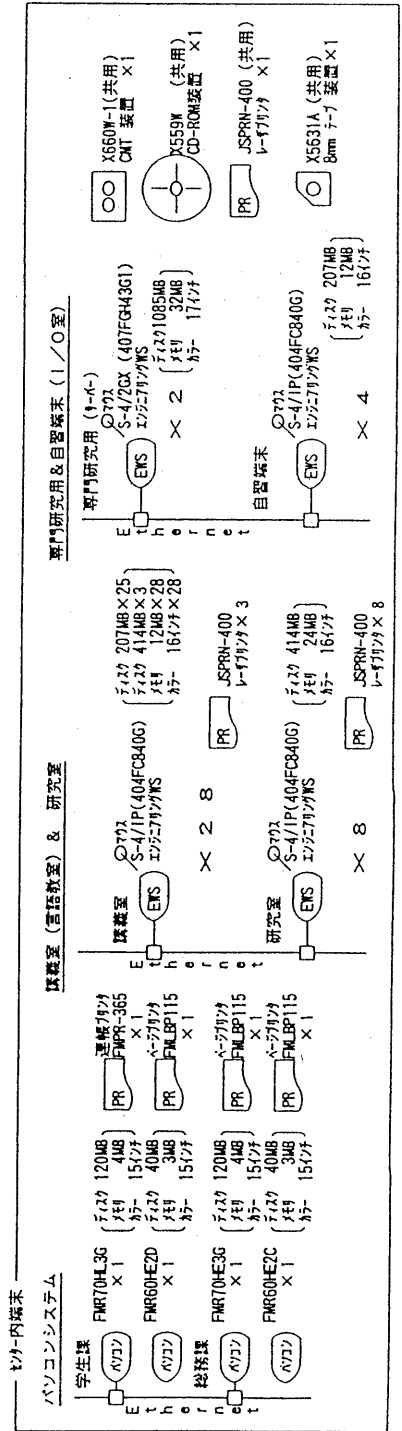 センター内端末
パソコンシステム
学生課
Ethernet
パソコン
FMR70HL3G
× 1
ディスク 120MB
メモリ 4MB
カラー 15インチ
PR
連帳プリンタ
FMPR-365
× 1
パソコン
FMR60HE2D
× 1
ディスク 40MB
メモリ 3MB
カラー 15インチ
PR
ページプリンタ
FMLBP115
× 1
総務課
パソコン
FMR70HE3G
× 1
ディスク 120MB
メモリ 4MB
カラー 15インチ
PR
ページプリンタ
FMLBP115
× 1
パソコン
FMR60HE2C
× 1
ディスク 40MB
メモリ 3MB
カラー 15インチ
PR
ページプリンタ
FMLBP115
× 1
講義室(言語教室) & 研究室
Ethernet
講義室
EWS
マウス
S-4/1P(404FC840G)
エンジニアリングWS
× 28
ディスク 207MB×25
ディスク 414MB×3
メモリ 12MB×28
カラー 16インチ×28
PR
JSPRN-400
レーザプリンタ× 3
研究室
EWS
マウス
S-4/1P(404FC840G)
エンジニアリングWS
× 8
ディスク 414MB
メモリ 24MB
カラー 16インチ
PR
JSPRN-400
レーザプリンタ× 8
専門研究用&自習端末(I/O室)
Ethernet
専門研究用 (サーバー)
EWS
マウス
S-4/2GX (407FGH43G1)
エンジニアリングWS
× 2
ディスク1085MB
メモリ 32MB
カラー 17インチ
自習端末
EWS
マウス
S-4/1P(404FC840G)
エンジニアリングWS
× 4
ディスク 207MB
メモリ 12MB
カラー 16インチ
X660W-1(共用)
CMT 装置 ×1
X559W (共用)
CD-ROM装置 ×1
PR
JSPRN-400 (共用)
レーザプリンタ ×1
X5631A (共用)
8mm テープ 装置 ×1